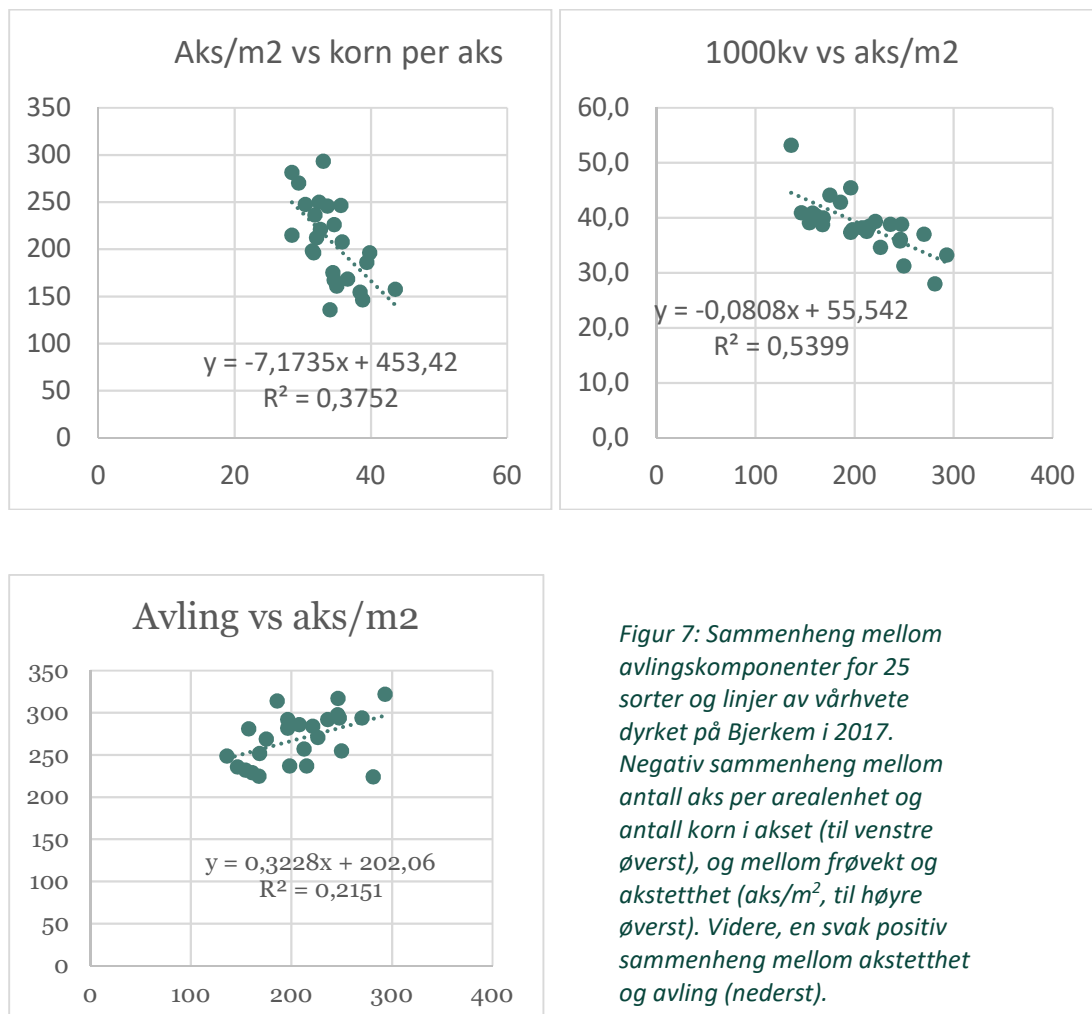 Aks/m2 vs korn per aks
350
300
250
200
150
100
50
0
0 20 40 60
y = -7,1735x + 453,42
R² = 0,3752
1000kv vs aks/m2
60,0
50,0
40,0
30,0
20,0
10,0
0,0
0 100 200 300 400
y = -0,0808x + 55,542
R² = 0,5399
Avling vs aks/m2
350
300
250
200
150
100
50
0
0 100 200 300 400
y = 0,3228x + 202,06
R² = 0,2151
Figur 7: Sammenheng mellom
avlingskomponenter for 25
sorter og linjer av vårhvete
dyrket på Bjerkem i 2017.
Negativ sammenheng mellom
antall aks per arealenhet og
antall korn i akset (til venstre
øverst), og mellom frøvekt og
akstetthet (aks/m², til høyre
øverst). Videre, en svak positiv
sammenheng mellom akstetthet
og avling (nederst).